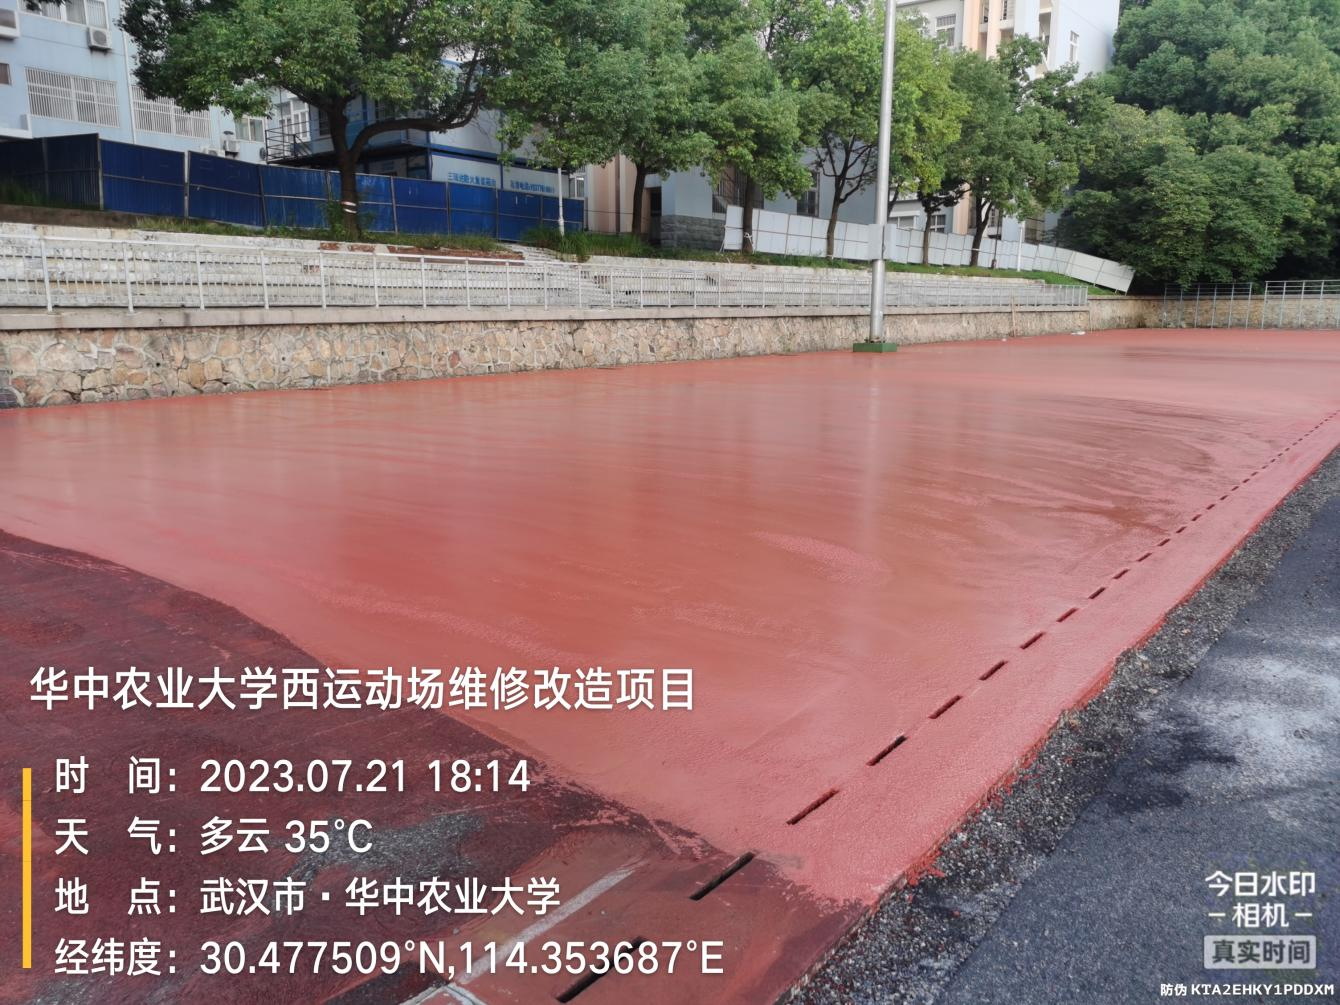 华中农业大学西运动场维修改造项目
时 间：2023.07.21 18:14
天 气：多云 35°C
地 点：武汉市·华中农业大学
经纬度：30.477509°N,114.353687°E
今日水印
-相机-
真实时间
防伪 KTA2EHKY1PDDXM